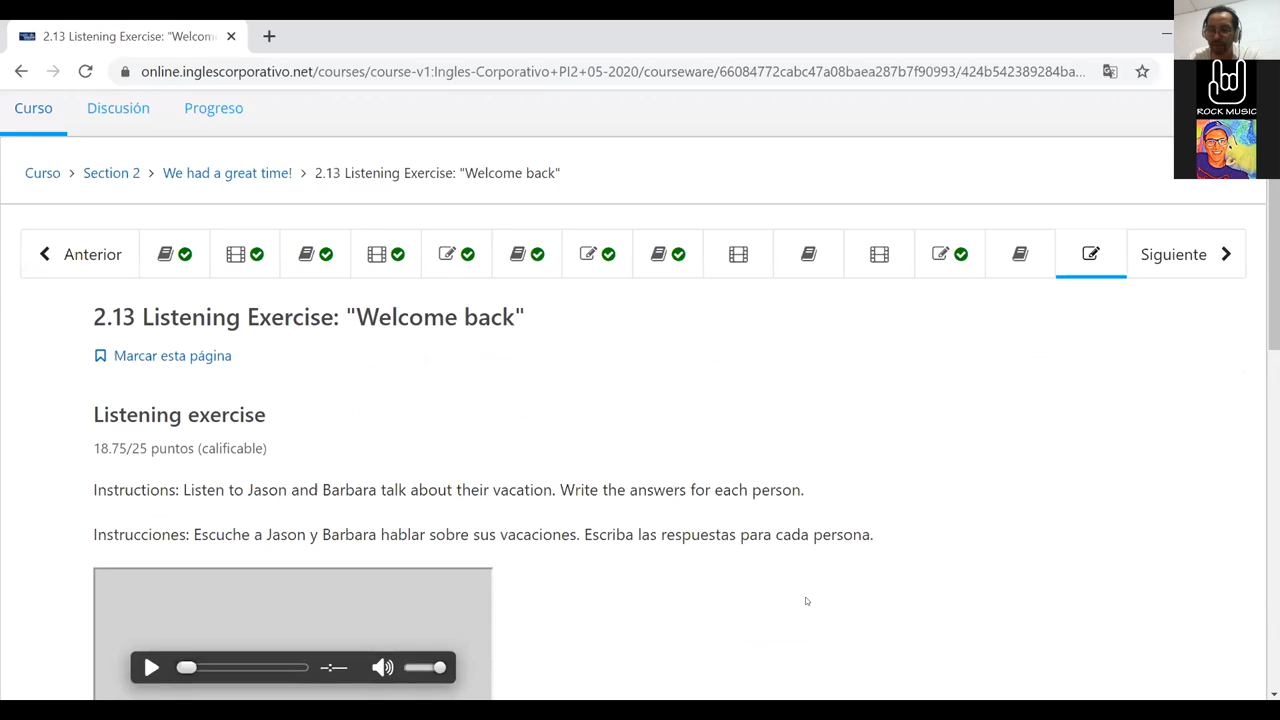 2.13 Listening Exercise: "Welcom
online.inglescorporativo.net/courses/course-v1:Ingles-Corporativo+PI2+05-2020/courseware/66084772cabc47a08baea287b7f90993/424b542389284ba...
ROCK MUSIC
Curso Discusión Progreso
Curso > Section 2 > We had a great time! > 2.13 Listening Exercise: "Welcome back"
Anterior Siguiente
2.13 Listening Exercise: "Welcome back"
Marcar esta página
Listening exercise
18.75/25 puntos (calificable)
Instructions: Listen to Jason and Barbara talk about their vacation. Write the answers for each person.
Instrucciones: Escuche a Jason y Barbara hablar sobre sus vacaciones. Escriba las respuestas para cada persona.
--:--